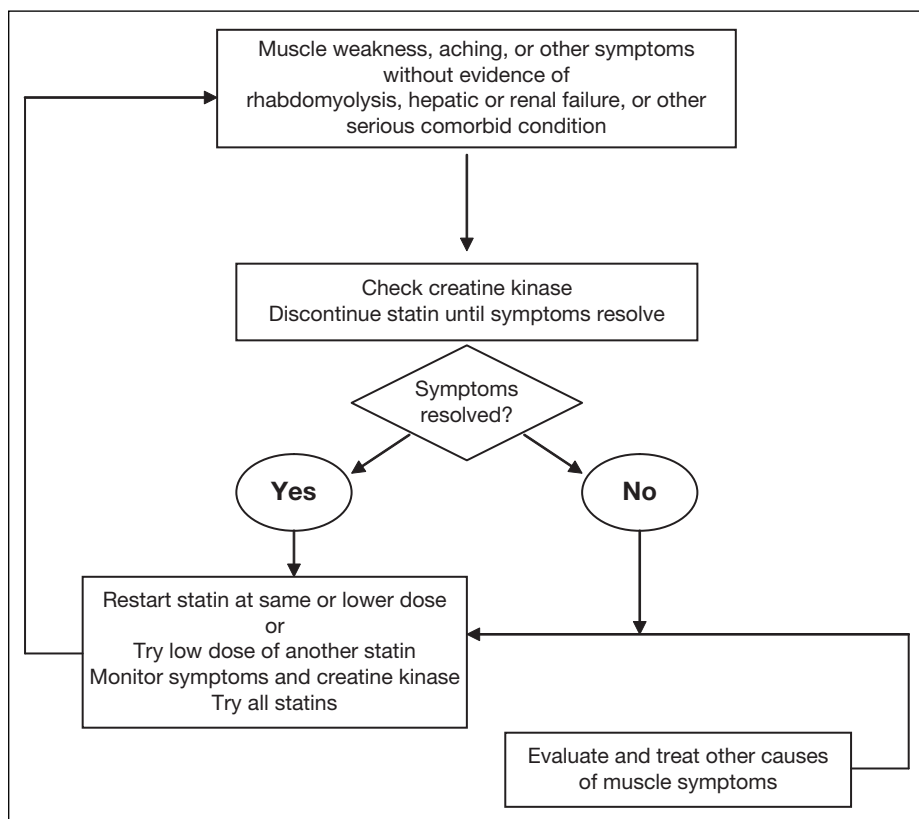 Muscle weakness, aching, or other symptoms
without evidence of
rhabdomyolysis, hepatic or renal failure, or other
serious comorbid condition
Check creatine kinase
Discontinue statin until symptoms resolve
Symptoms
resolved?
Yes
No
Restart statin at same or lower dose
or
Try low dose of another statin
Monitor symptoms and creatine kinase
Try all statins
Evaluate and treat other causes
of muscle symptoms